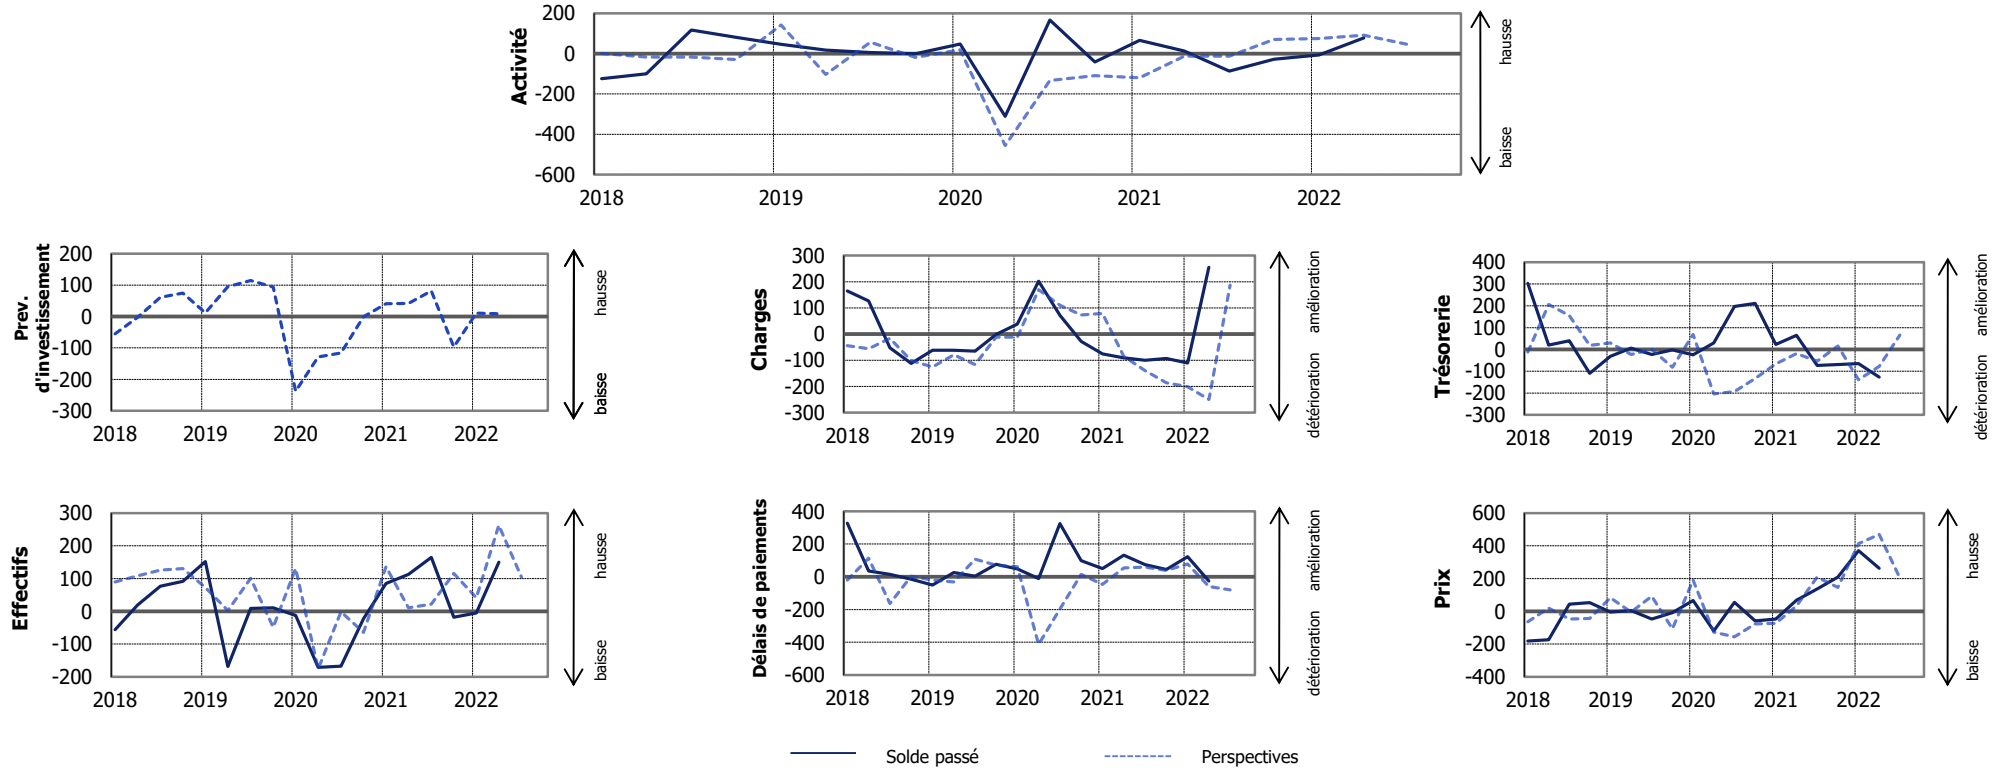 Activité
200
0
-200
-400
-600
2018 2019 2020 2021 2022
hausse
baisse
Prev.
d'investissement
200
100
0
-100
-200
-300
2018 2019 2020 2021 2022
hausse
baisse
Charges
300
200
100
0
-100
-200
-300
2018 2019 2020 2021 2022
amélioration
détérioration
Trésorerie
400
300
200
100
0
-100
-200
-300
2018 2019 2020 2021 2022
amélioration
détérioration
Effectifs
300
200
100
0
-100
-200
2018 2019 2020 2021 2022
hausse
baisse
Délais de paiements
400
200
0
-200
-400
-600
2018 2019 2020 2021 2022
amélioration
détérioration
Prix
600
400
200
0
-200
-400
2018 2019 2020 2021 2022
hausse
baisse
Solde passé Perspectives